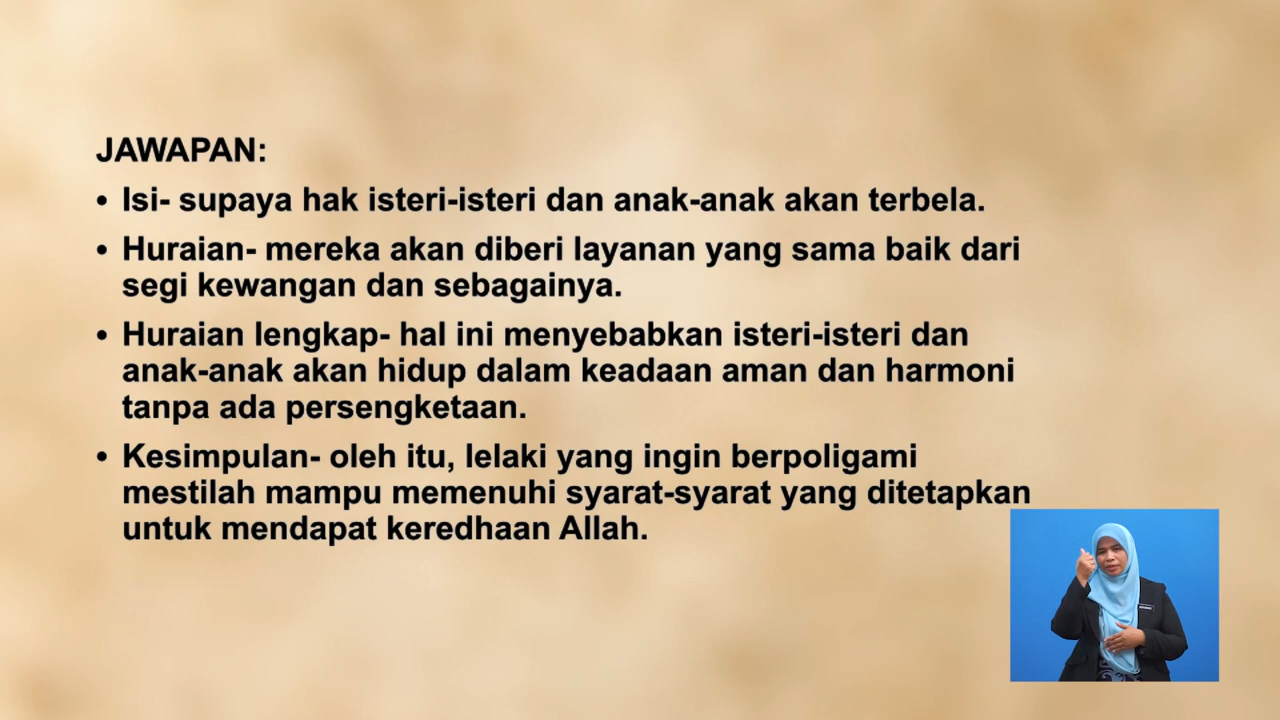 JAWAPAN:
• Isi- supaya hak isteri-isteri dan anak-anak akan terbela.
• Huraian- mereka akan diberi layanan yang sama baik dari
segi kewangan dan sebagainya.
• Huraian lengkap- hal ini menyebabkan isteri-isteri dan
anak-anak akan hidup dalam keadaan aman dan harmoni
tanpa ada persengketaan.
• Kesimpulan- oleh itu, lelaki yang ingin berpoligami
mestilah mampu memenuhi syarat-syarat yang ditetapkan
untuk mendapat keredhaan Allah.